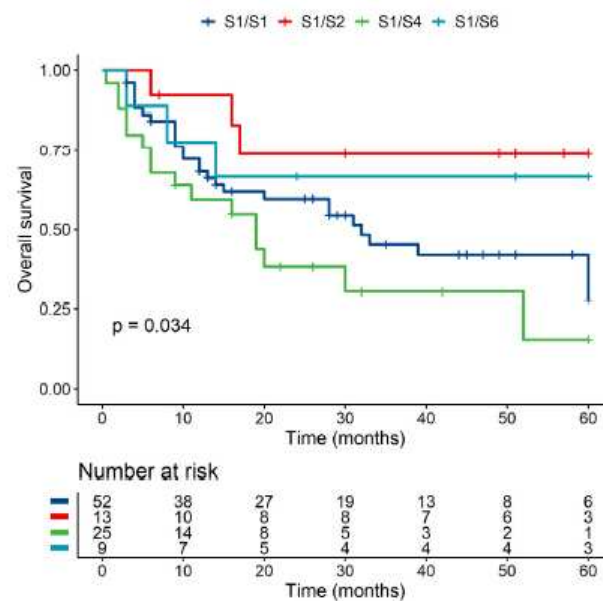 S1/S1 S1/S2 S1/S4 S1/S6
1.00
0.75
0.50
0.25
0.00
Overall survival
p = 0.034
0 10 20 30 40 50 60
Time (months)
Number at risk
52 38 27 19 13 8 6
13 10 8 8 7 6 3
25 14 8 5 3 2 1
9 7 5 4 4 4 3
0 10 20 30 40 50 60
Time (months)